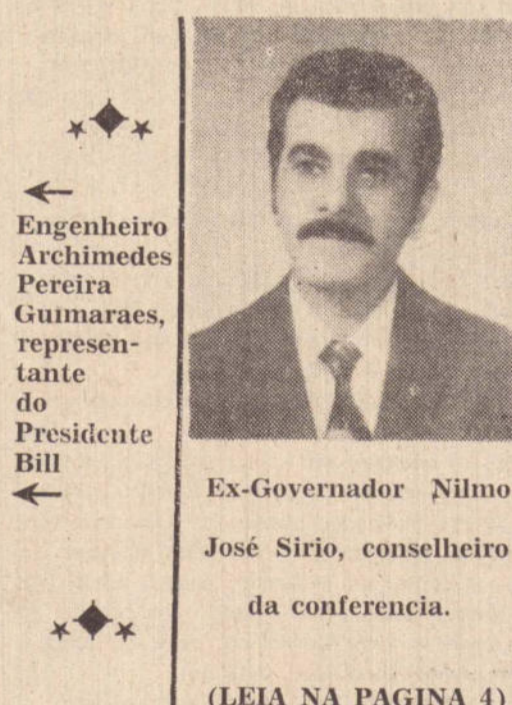 Engenheiro
Archimedes
Pereira
Guimaraes,
represen-
tante
do
Presidente
Bill
Ex-Governador Nilmo
José Sirio, conselheiro
da conferencia.
(LEIA NA PAGINA 4)